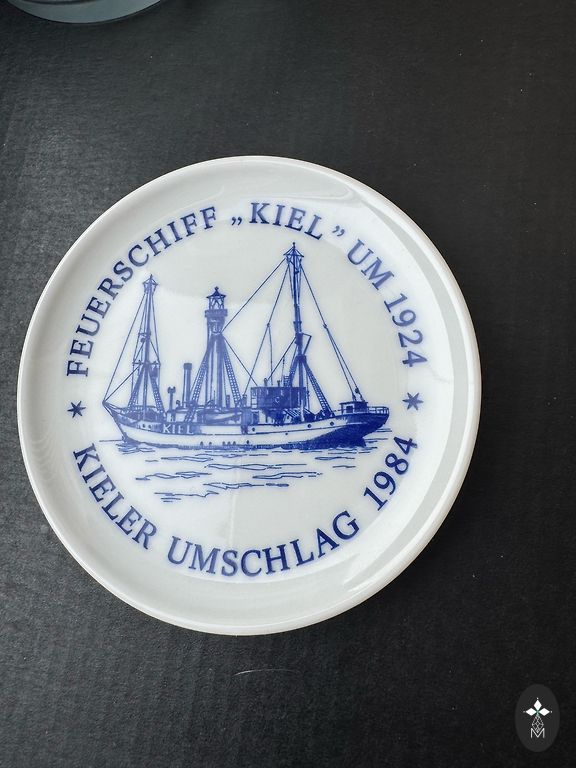 FEUERSCHIFF „KIEL” UM 1924
KIEL
* KIELER UMSCHLAG 1984 *
M